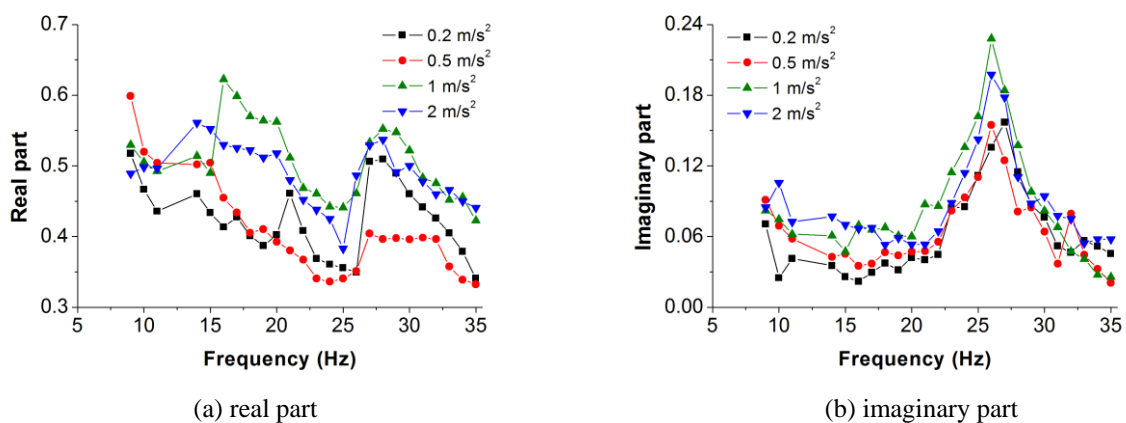 0.7
0.6
0.5
0.4
0.3
Real part
5 10 15 20 25 30 35
Frequency (Hz)
0.2 m/s²
0.5 m/s²
1 m/s²
2 m/s²
(a) real part
0.24
0.18
0.12
0.06
0.00
Imaginary part
5 10 15 20 25 30 35
Frequency (Hz)
0.2 m/s²
0.5 m/s²
1 m/s²
2 m/s²
(b) imaginary part